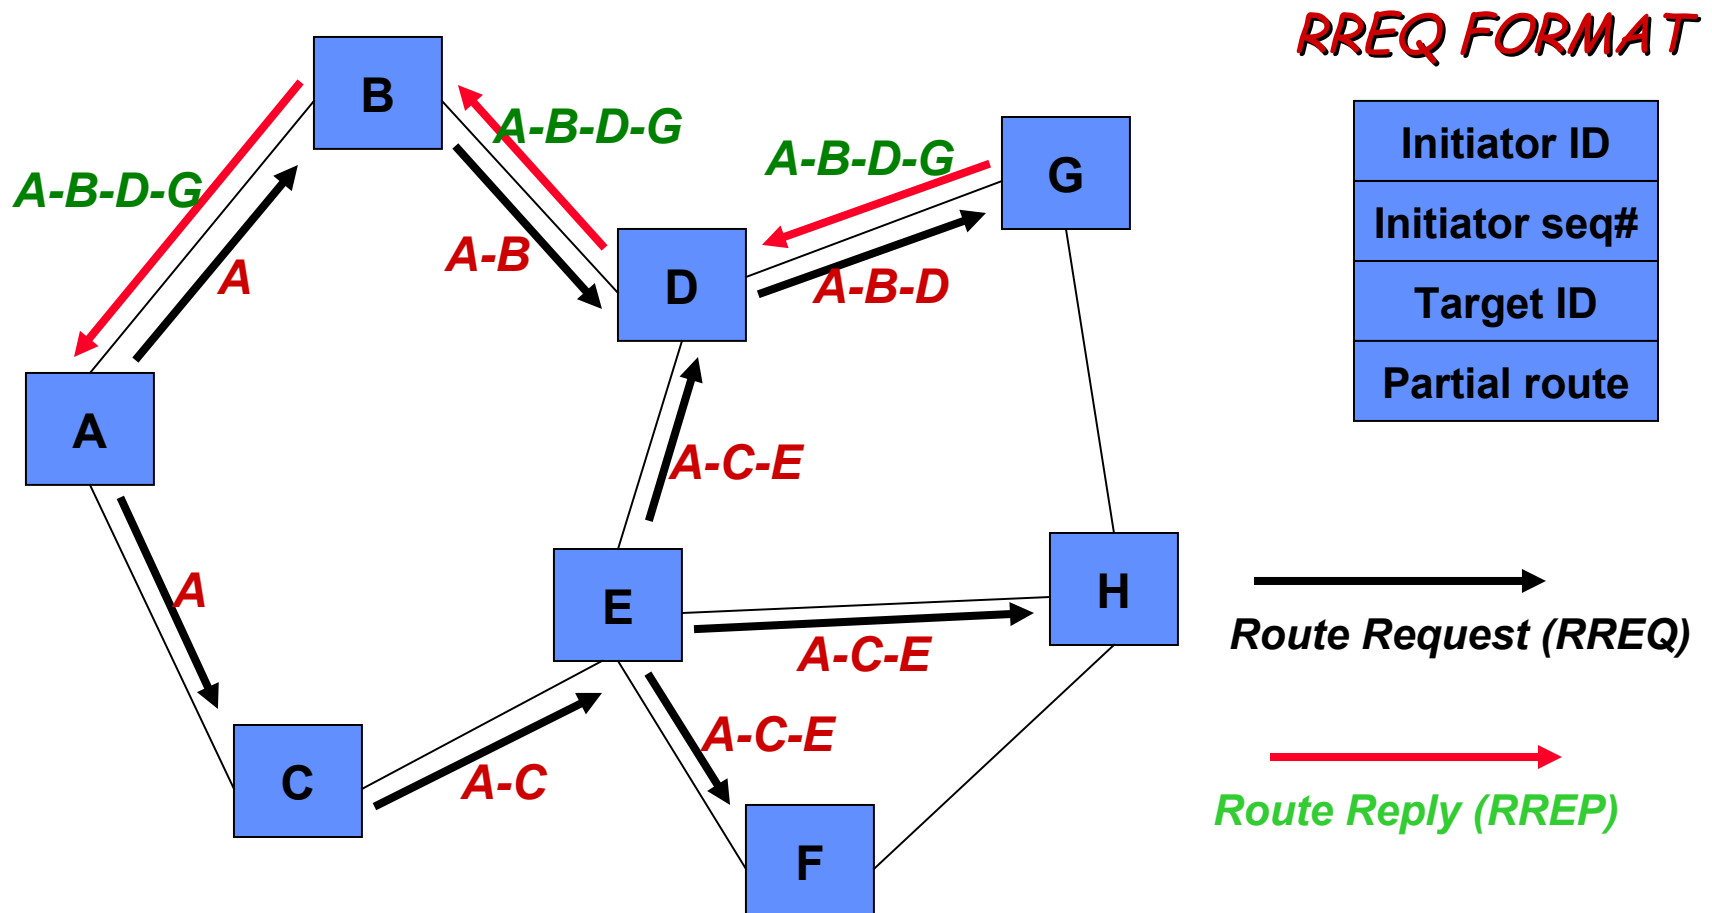 RREQ FORMAT
B
A-B-D-G
A-B-D-G
G
Initiator ID
A-B-D-G
Initiator seq#
A
A-B
D
A-B-D
Target ID
Partial route
A
A-C-E
A
E
H
A-C-E
Route Request (RREQ)
A-C-E
C
A-C
Route Reply (RREP)
F